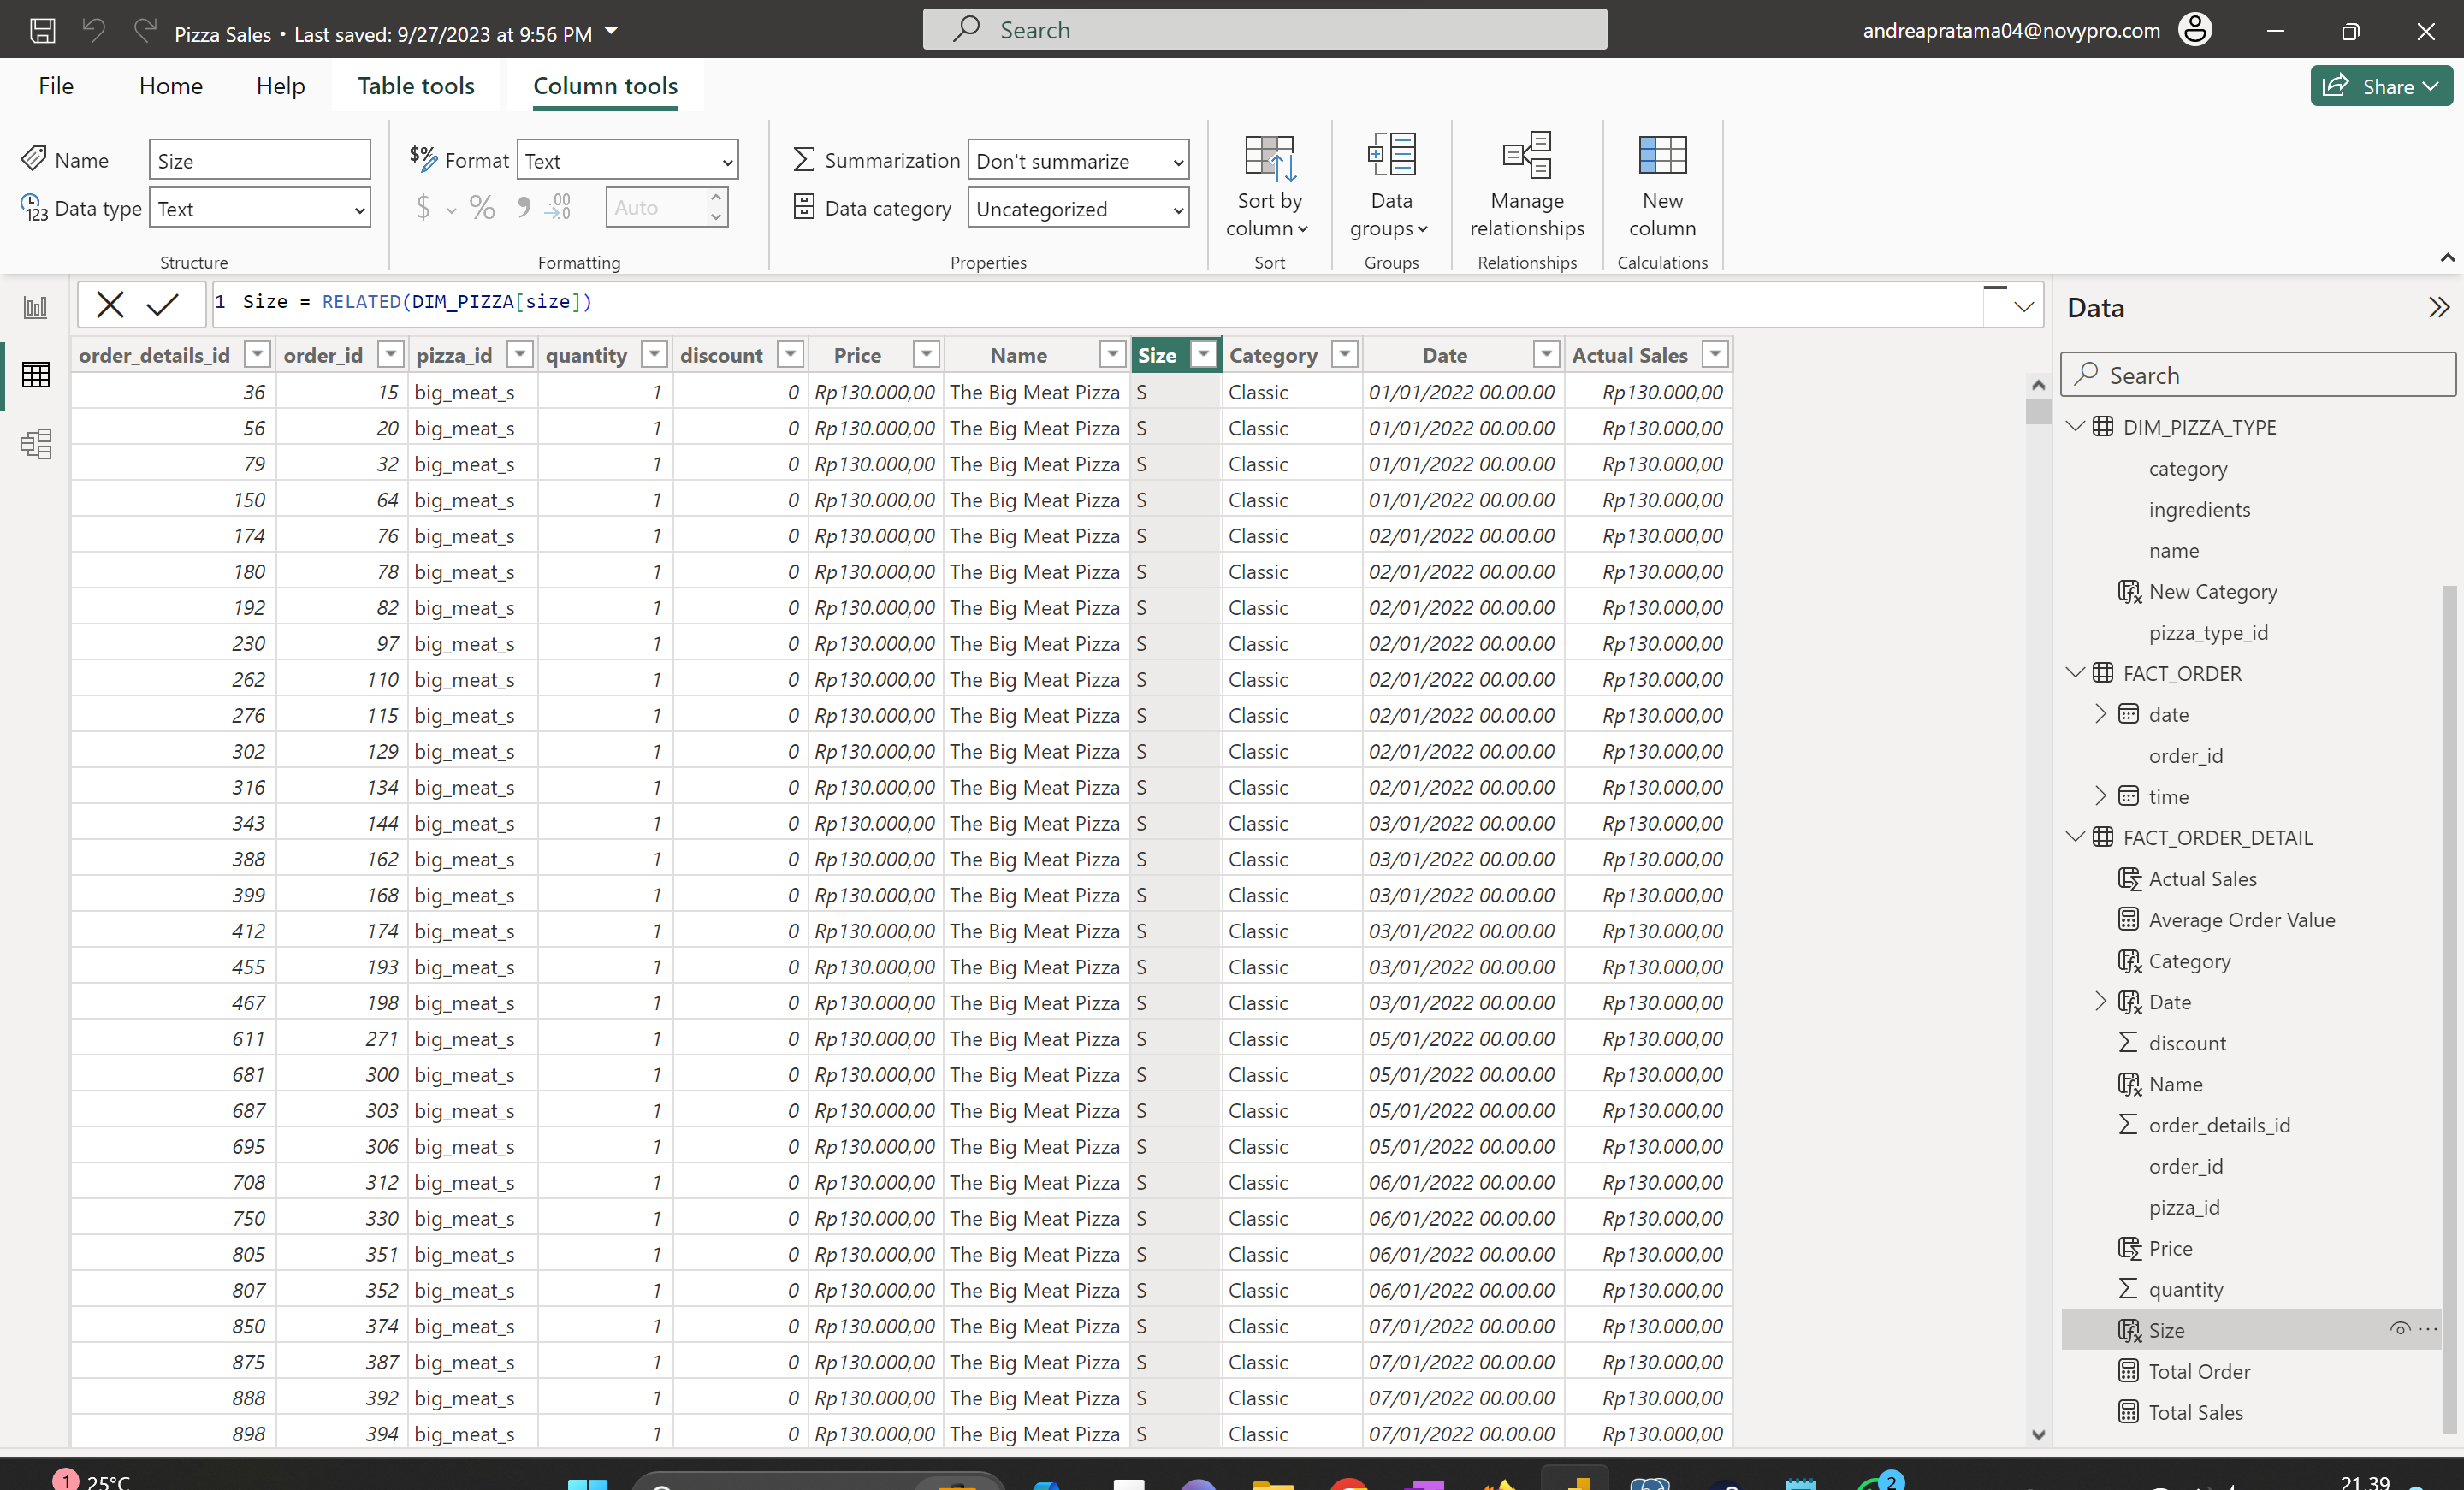 Pizza Sales • Last saved: 9/27/2023 at 9:56 PM
Search
andreapratama04@novypro.com
File Home Help Table tools Column tools
Share
Name Size
Data type Text
Structure
Format Text
$ % 9 .00 →.0 Auto
Formatting
Summarization Don't summarize
Data category Uncategorized
Properties
Sort by
column
Sort
Data
groups
Groups
Manage
relationships
Relationships
New
column
Calculations
1 Size = RELATED(DIM_PIZZA[size])
order_details_id order_id pizza_id quantity discount Price Name Size Category Date Actual Sales
36 15 big_meat_s 1 0 Rp130.000,00 The Big Meat Pizza S Classic 01/01/2022 00.00.00 Rp130.000,00
56 20 big_meat_s 1 0 Rp130.000,00 The Big Meat Pizza S Classic 01/01/2022 00.00.00 Rp130.000,00
79 32 big_meat_s 1 0 Rp130.000,00 The Big Meat Pizza S Classic 01/01/2022 00.00.00 Rp130.000,00
150 64 big_meat_s 1 0 Rp130.000,00 The Big Meat Pizza S Classic 01/01/2022 00.00.00 Rp130.000,00
174 76 big_meat_s 1 0 Rp130.000,00 The Big Meat Pizza S Classic 02/01/2022 00.00.00 Rp130.000,00
180 78 big_meat_s 1 0 Rp130.000,00 The Big Meat Pizza S Classic 02/01/2022 00.00.00 Rp130.000,00
192 82 big_meat_s 1 0 Rp130.000,00 The Big Meat Pizza S Classic 02/01/2022 00.00.00 Rp130.000,00
230 97 big_meat_s 1 0 Rp130.000,00 The Big Meat Pizza S Classic 02/01/2022 00.00.00 Rp130.000,00
262 110 big_meat_s 1 0 Rp130.000,00 The Big Meat Pizza S Classic 02/01/2022 00.00.00 Rp130.000,00
276 115 big_meat_s 1 0 Rp130.000,00 The Big Meat Pizza S Classic 02/01/2022 00.00.00 Rp130.000,00
302 129 big_meat_s 1 0 Rp130.000,00 The Big Meat Pizza S Classic 02/01/2022 00.00.00 Rp130.000,00
316 134 big_meat_s 1 0 Rp130.000,00 The Big Meat Pizza S Classic 02/01/2022 00.00.00 Rp130.000,00
343 144 big_meat_s 1 0 Rp130.000,00 The Big Meat Pizza S Classic 03/01/2022 00.00.00 Rp130.000,00
388 162 big_meat_s 1 0 Rp130.000,00 The Big Meat Pizza S Classic 03/01/2022 00.00.00 Rp130.000,00
399 168 big_meat_s 1 0 Rp130.000,00 The Big Meat Pizza S Classic 03/01/2022 00.00.00 Rp130.000,00
412 174 big_meat_s 1 0 Rp130.000,00 The Big Meat Pizza S Classic 03/01/2022 00.00.00 Rp130.000,00
455 193 big_meat_s 1 0 Rp130.000,00 The Big Meat Pizza S Classic 03/01/2022 00.00.00 Rp130.000,00
467 198 big_meat_s 1 0 Rp130.000,00 The Big Meat Pizza S Classic 03/01/2022 00.00.00 Rp130.000,00
611 271 big_meat_s 1 0 Rp130.000,00 The Big Meat Pizza S Classic 05/01/2022 00.00.00 Rp130.000,00
681 300 big_meat_s 1 0 Rp130.000,00 The Big Meat Pizza S Classic 05/01/2022 00.00.00 Rp130.000,00
687 303 big_meat_s 1 0 Rp130.000,00 The Big Meat Pizza S Classic 05/01/2022 00.00.00 Rp130.000,00
695 306 big_meat_s 1 0 Rp130.000,00 The Big Meat Pizza S Classic 05/01/2022 00.00.00 Rp130.000,00
708 312 big_meat_s 1 0 Rp130.000,00 The Big Meat Pizza S Classic 06/01/2022 00.00.00 Rp130.000,00
750 330 big_meat_s 1 0 Rp130.000,00 The Big Meat Pizza S Classic 06/01/2022 00.00.00 Rp130.000,00
805 351 big_meat_s 1 0 Rp130.000,00 The Big Meat Pizza S Classic 06/01/2022 00.00.00 Rp130.000,00
807 352 big_meat_s 1 0 Rp130.000,00 The Big Meat Pizza S Classic 06/01/2022 00.00.00 Rp130.000,00
850 374 big_meat_s 1 0 Rp130.000,00 The Big Meat Pizza S Classic 07/01/2022 00.00.00 Rp130.000,00
875 387 big_meat_s 1 0 Rp130.000,00 The Big Meat Pizza S Classic 07/01/2022 00.00.00 Rp130.000,00
888 392 big_meat_s 1 0 Rp130.000,00 The Big Meat Pizza S Classic 07/01/2022 00.00.00 Rp130.000,00
898 394 big_meat_s 1 0 Rp130.000,00 The Big Meat Pizza S Classic 07/01/2022 00.00.00 Rp130.000,00
Data
Search
DIM_PIZZA_TYPE
category
ingredients
name
New Category
pizza_type_id
FACT_ORDER
date
order_id
time
FACT_ORDER_DETAIL
Actual Sales
Average Order Value
Category
Date
discount
Name
order_details_id
order_id
pizza_id
Price
quantity
Size
Total Order
Total Sales
1 25°C
2
21.39